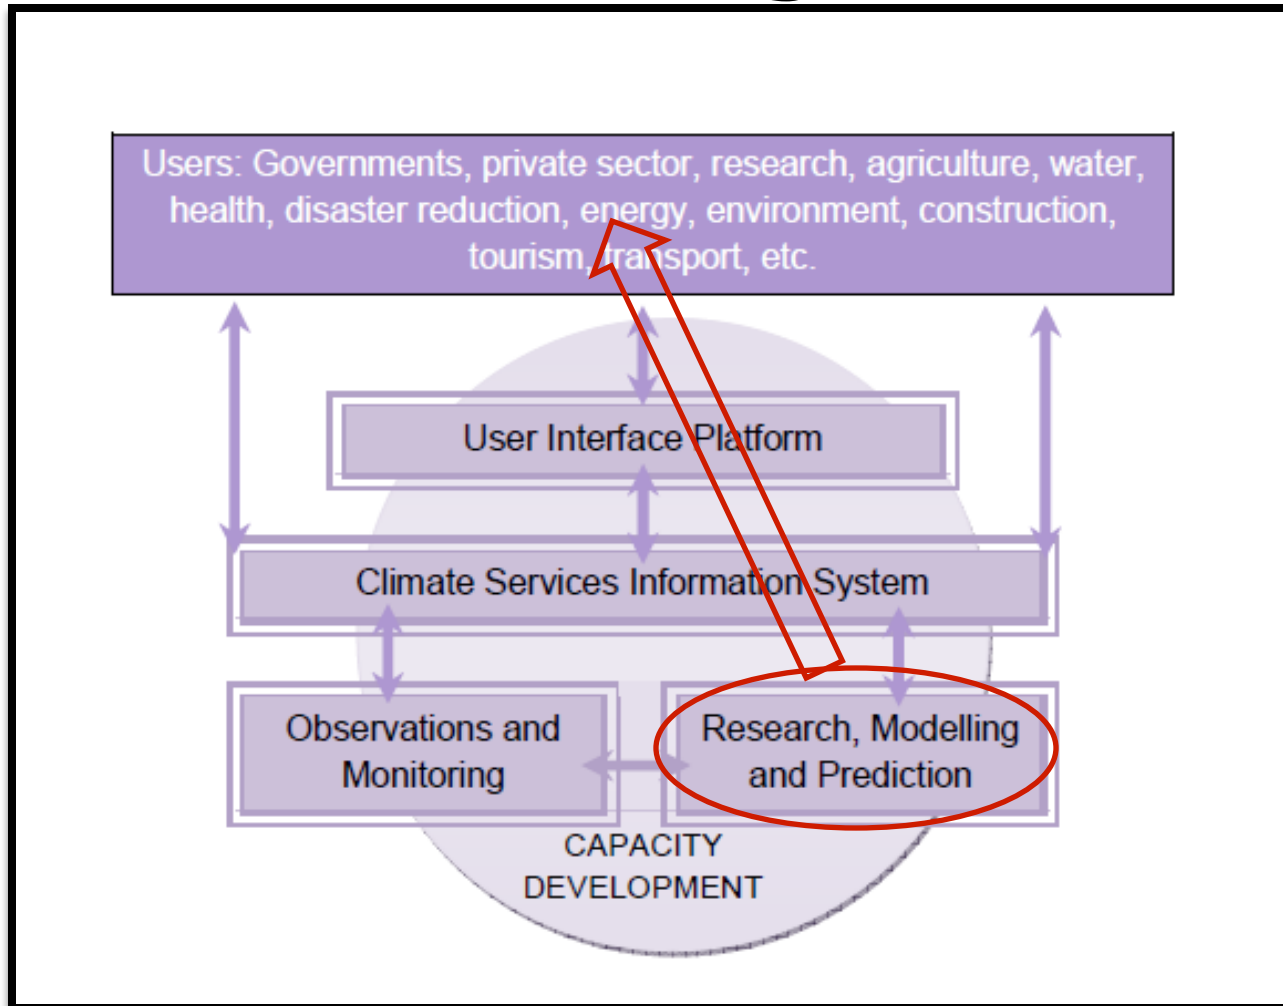 Users: Governments, private sector, research, agriculture, water,
health, disaster reduction, energy, environment, construction,
tourism, transport, etc.
User Interface Platform
Climate Services Information System
Observations and
Monitoring
Research, Modelling
and Prediction
CAPACITY
DEVELOPMENT